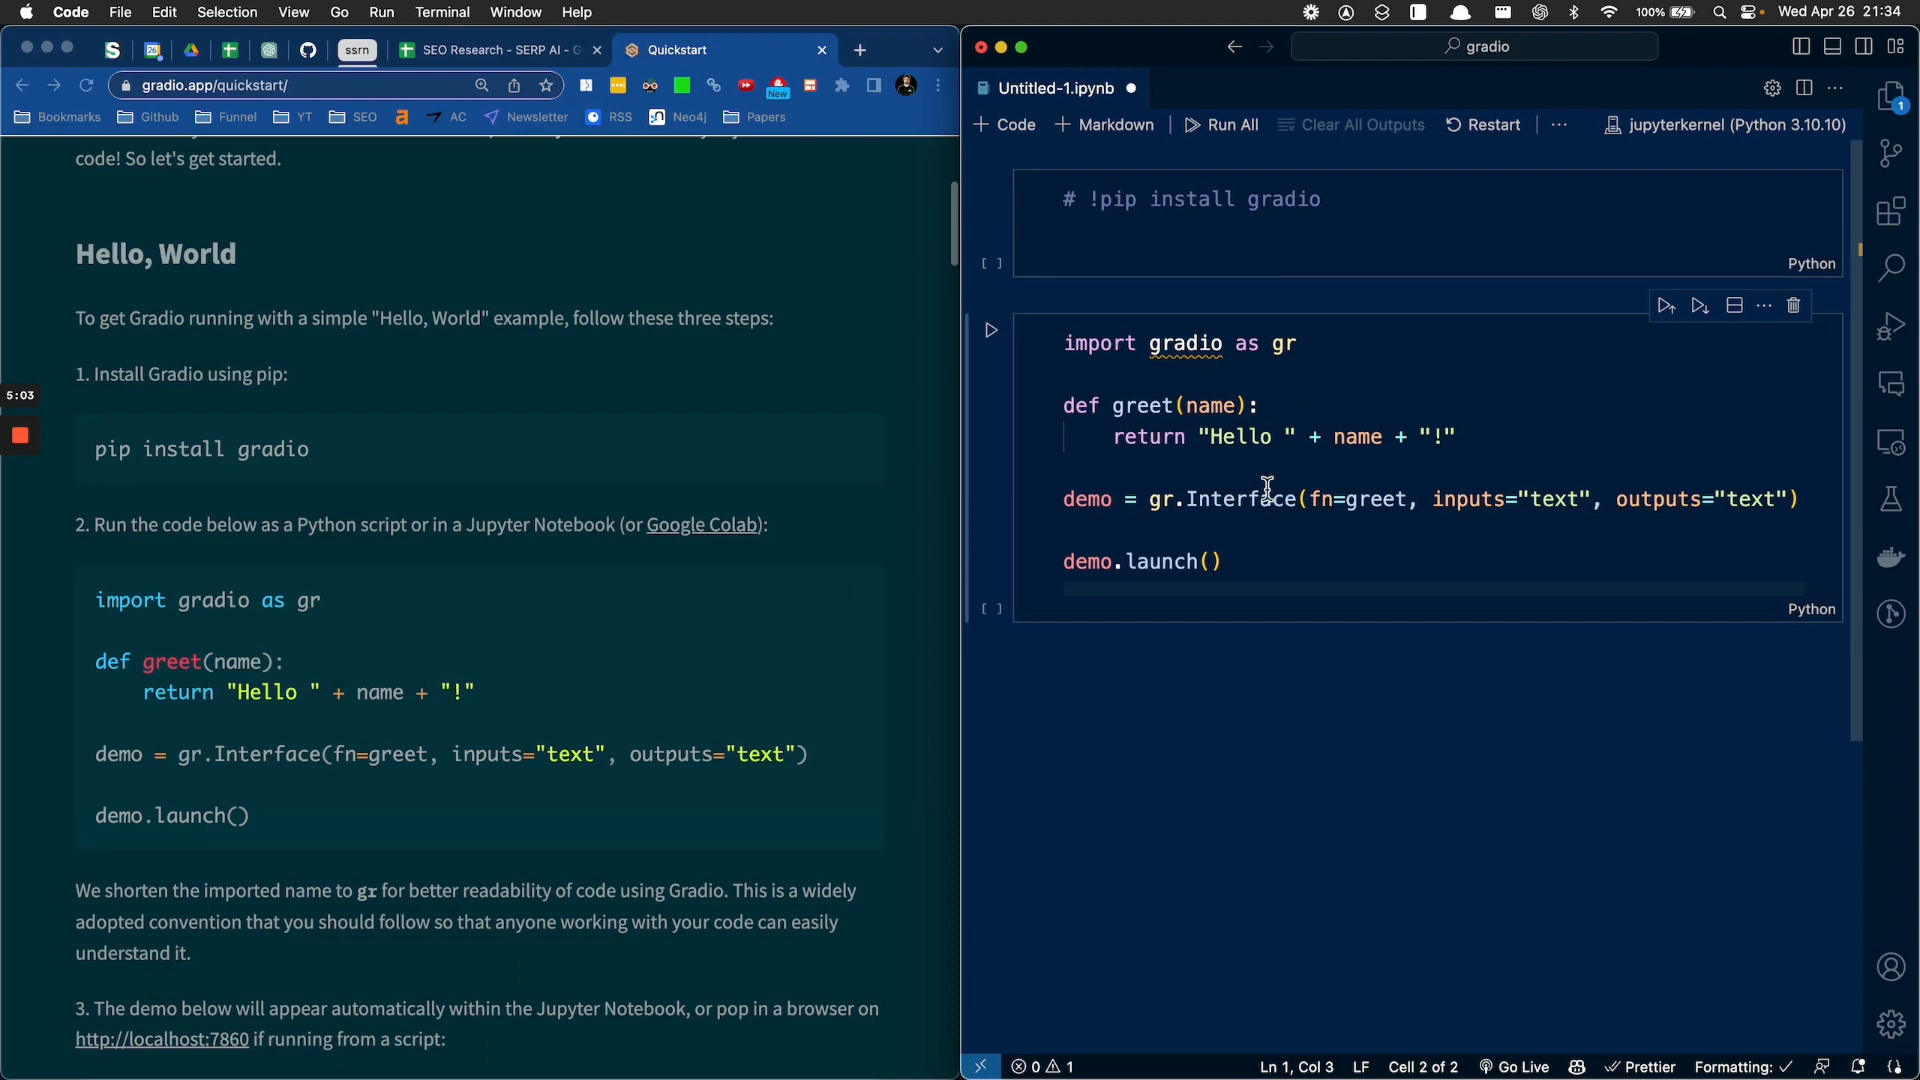 Code File Edit Selection View Go Run Terminal Window Help 100% Wed Apr 26 21:34
ssrn SEO Research - SERP AI - G Quickstart
gradio.app/quickstart/ New
Bookmarks Github Funnel YT SEO AC Newsletter RSS Neo4j Papers
code! So let's get started.
Hello, World
To get Gradio running with a simple "Hello, World" example, follow these three steps:
1. Install Gradio using pip:
5:03
pip install gradio
2. Run the code below as a Python script or in a Jupyter Notebook (or Google Colab):
import gradio as gr
def greet(name):
return "Hello " + name + "!"
demo = gr.Interface(fn=greet, inputs="text", outputs="text")
demo.launch()
We shorten the imported name to gr for better readability of code using Gradio. This is a widely
adopted convention that you should follow so that anyone working with your code can easily
understand it.
3. The demo below will appear automatically within the Jupyter Notebook, or pop in a browser on
http://localhost:7860 if running from a script:
gradio
Untitled-1.ipynb
+ Code + Markdown Run All Clear All Outputs Restart ... jupyterkernel (Python 3.10.10)
# !pip install gradio
[ ] Python
import gradio as gr
def greet(name):
return "Hello " + name + "!"
demo = gr.Interface(fn=greet, inputs="text", outputs="text")
demo.launch()
[ ] Python
1
0 1 Ln 1, Col 3 LF Cell 2 of 2 Go Live Prettier Formatting: